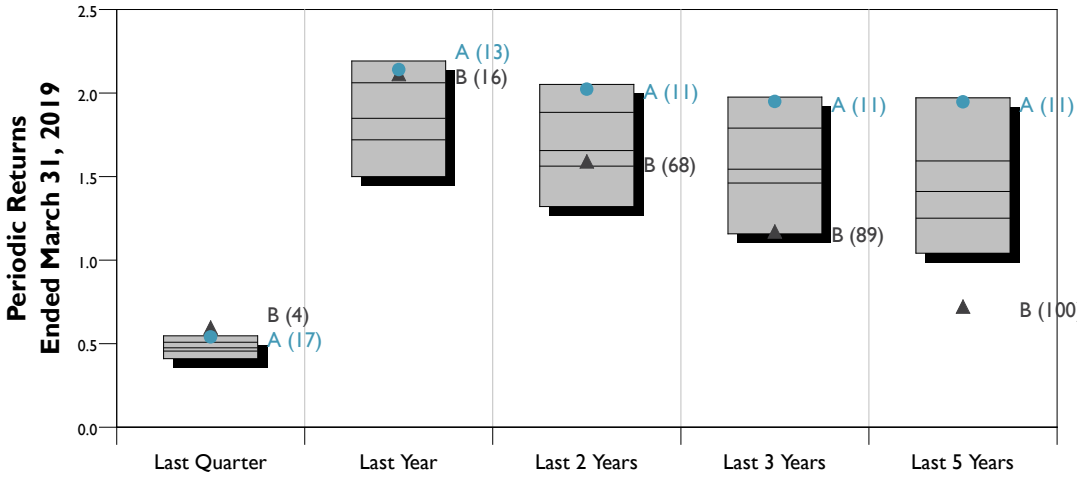 Periodic Returns
Ended March 31, 2019
2.5
2.0
1.5
1.0
0.5
0.0
B (4)
A (17)
A (13)
B (16)
A (11)
B (68)
A (11)
B (89)
A (11)
B (100
Last Quarter
Last Year
Last 2 Years
Last 3 Years
Last 5 Years